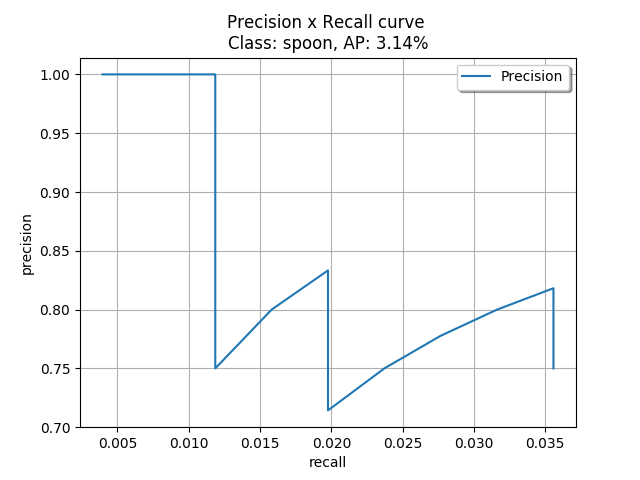 Precision x Recall curve
Class: spoon, AP: 3.14%
Precision
1.00
0.95
0.90
0.85
0.80
0.75
0.70
precision
0.005 0.010 0.015 0.020 0.025 0.030 0.035
recall